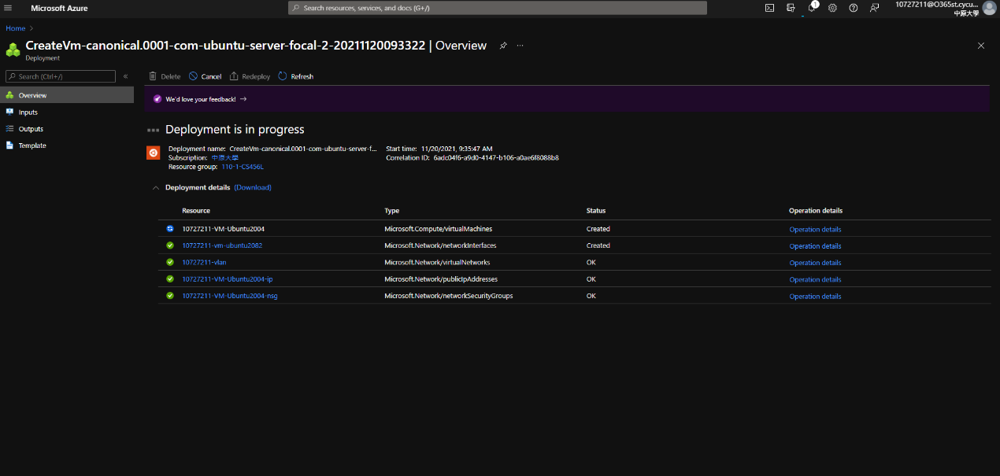 Microsoft Azure
Search resources, services, and docs (G+/)
1
10727211@O365st.cycu...
中原大學
Home
CreateVm-canonical.0001-com-ubuntu-server-focal-2-20211120093322 | Overview
Deployment
Search (Ctrl+/)
Delete Cancel Redeploy Refresh
Overview
Inputs
Outputs
Template
We'd love your feedback!
Deployment is in progress
Deployment name: CreateVm-canonical.0001-com-ubuntu-server-f... Start time: 11/20/2021, 9:35:47 AM
Subscription: 中原大學 Correlation ID: 6adc04f6-a9d0-4147-b106-a0ae6f8088b8
Resource group: 110-1-CS456L
Deployment details (Download)
Resource Type Status Operation details
10727211-VM-Ubuntu2004 Microsoft.Compute/virtualMachines Created Operation details
10727211-vm-ubuntu2082 Microsoft.Network/networkInterfaces Created Operation details
10727211-vlan Microsoft.Network/virtualNetworks OK Operation details
10727211-VM-Ubuntu2004-ip Microsoft.Network/publicIpAddresses OK Operation details
10727211-VM-Ubuntu2004-nsg Microsoft.Network/networkSecurityGroups OK Operation details